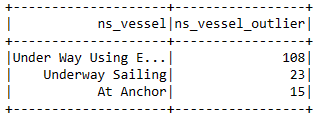 +------------------+-----------------+
|         ns_vessel|ns_vessel_outlier|
+------------------+-----------------+
|Under Way Using E...|              108|
|  Underway Sailing|               23|
|         At Anchor|               15|
+------------------+-----------------+